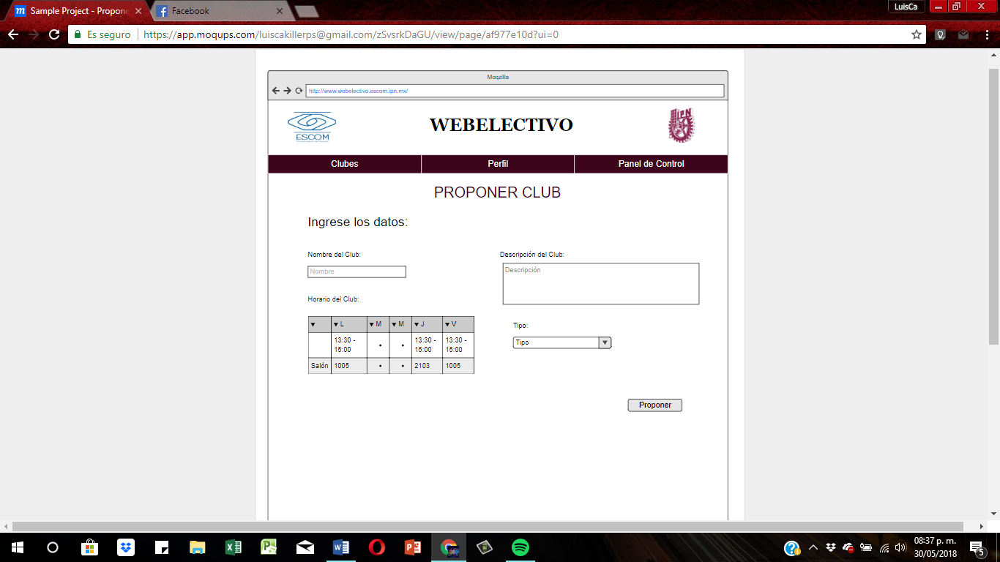 Sample Project - Propone
Facebook
LuisCa
Es seguro
https://app.moqups.com/luiscakillerps@gmail.com/zSvsrkDaGU/view/page/af977e10d?ui=0
Moqzilla
http://www.webelectivo.escom.ipn.mx/
ESCOM
WEBELECTIVO
IPN
Clubes Perfil Panel de Control
PROPONER CLUB
Ingrese los datos:
Nombre del Club:
Nombre
Descripción del Club:
Descripción
Horario del Club:
L M M J V
13:30 - 15:00 • • 13:30 - 15:00 13:30 - 15:00
Salón 1005 • • 2103 1005
Tipo:
Tipo
Proponer
08:37 p. m.
30/05/2018
5